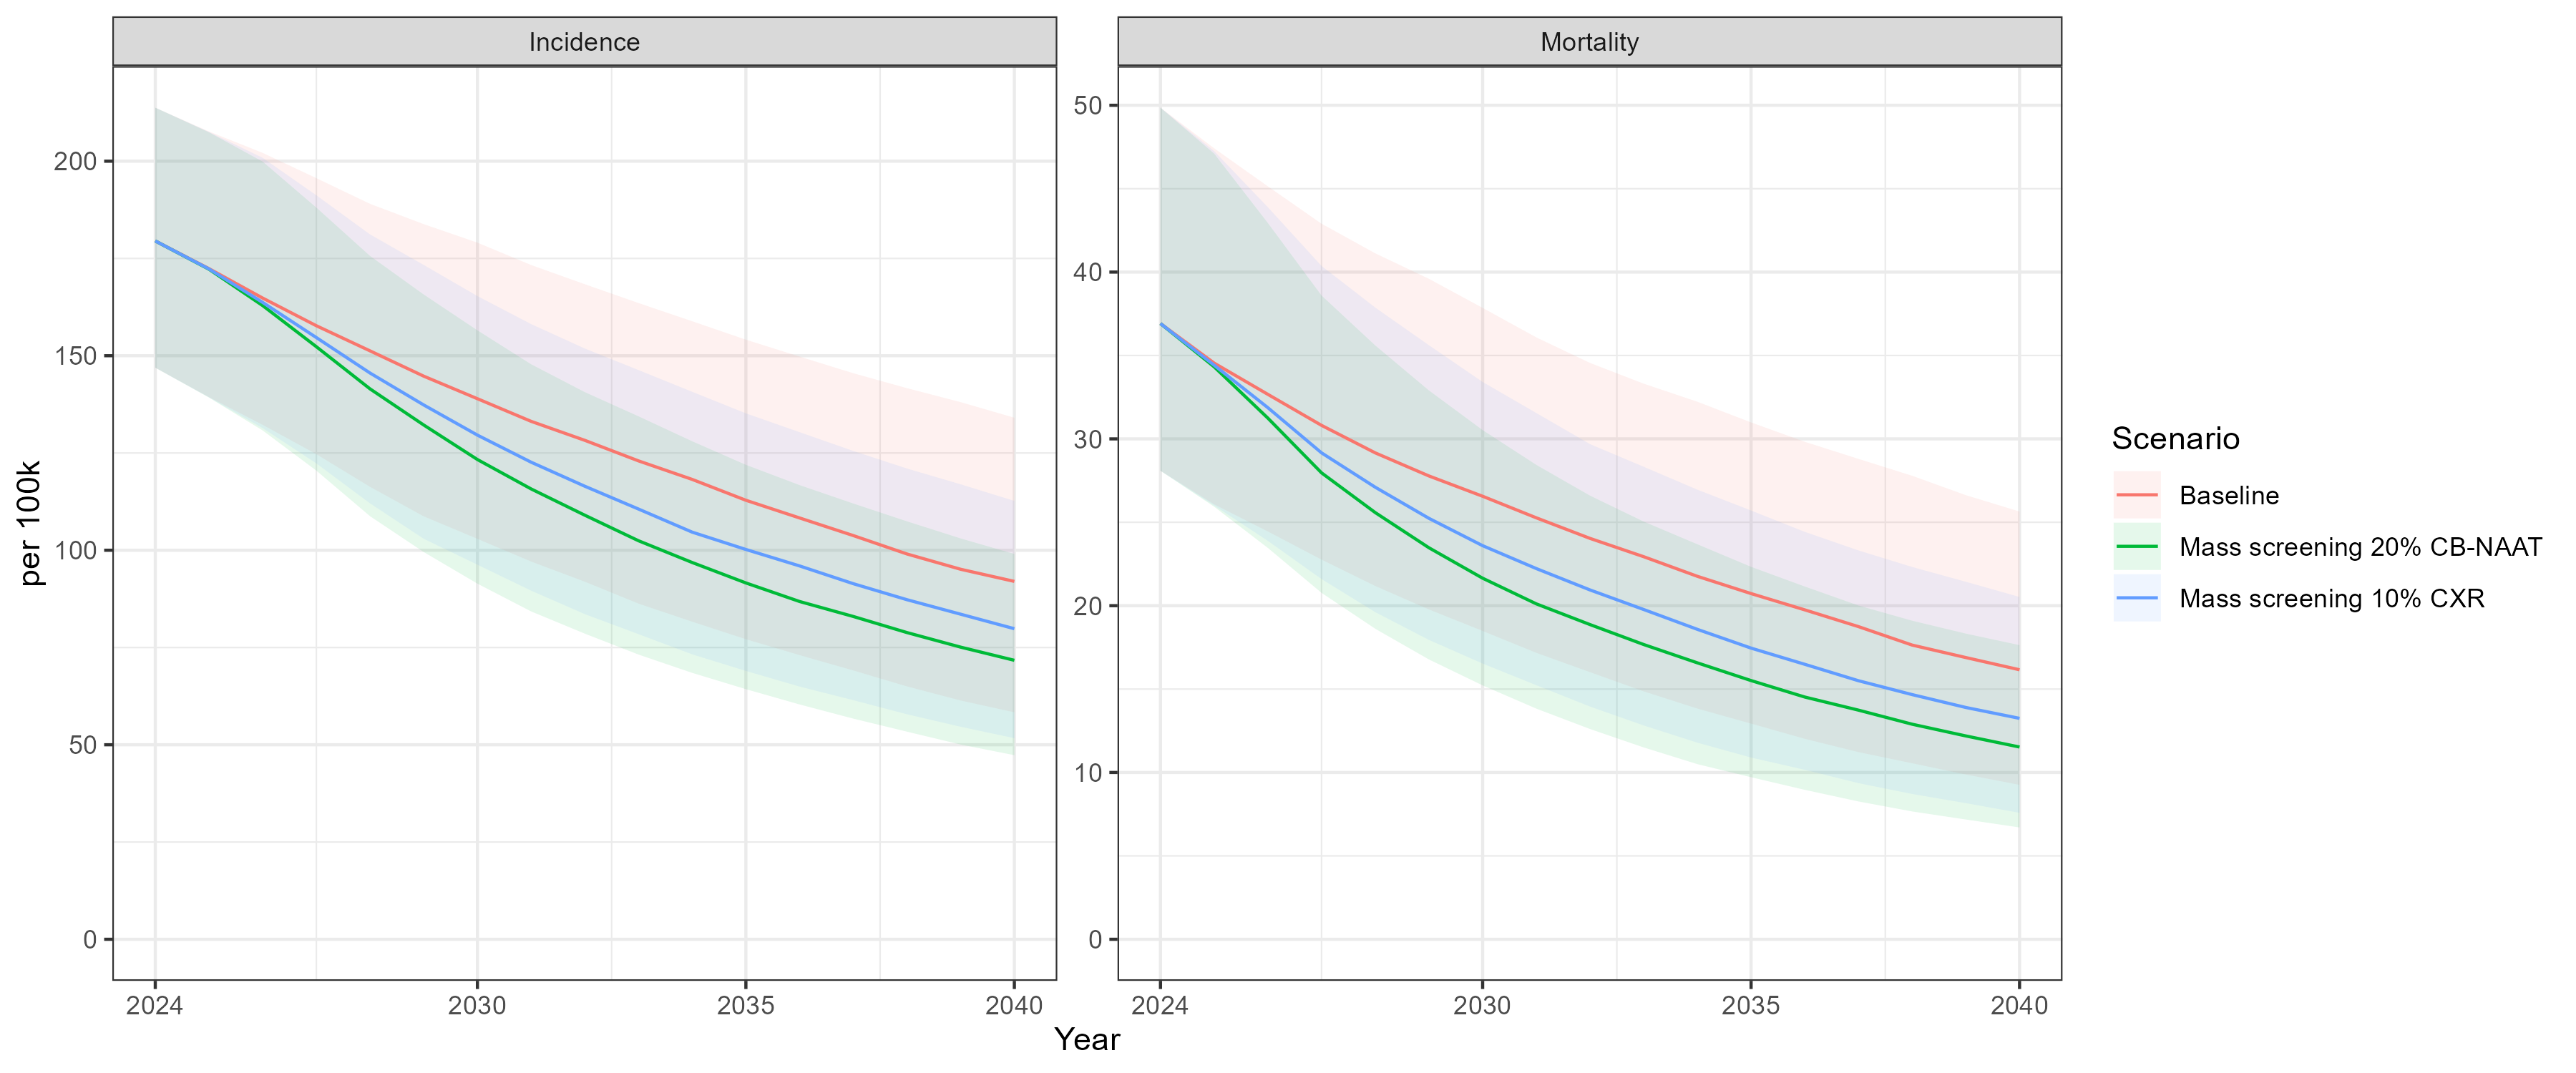 Incidence
Mortality
per 100k
200
150
100
50
0
50
40
30
20
10
0
2024
2030
2035
2040
2024
2030
2035
2040
Year
Scenario
Baseline
Mass screening 20% CB-NAAT
Mass screening 10% CXR